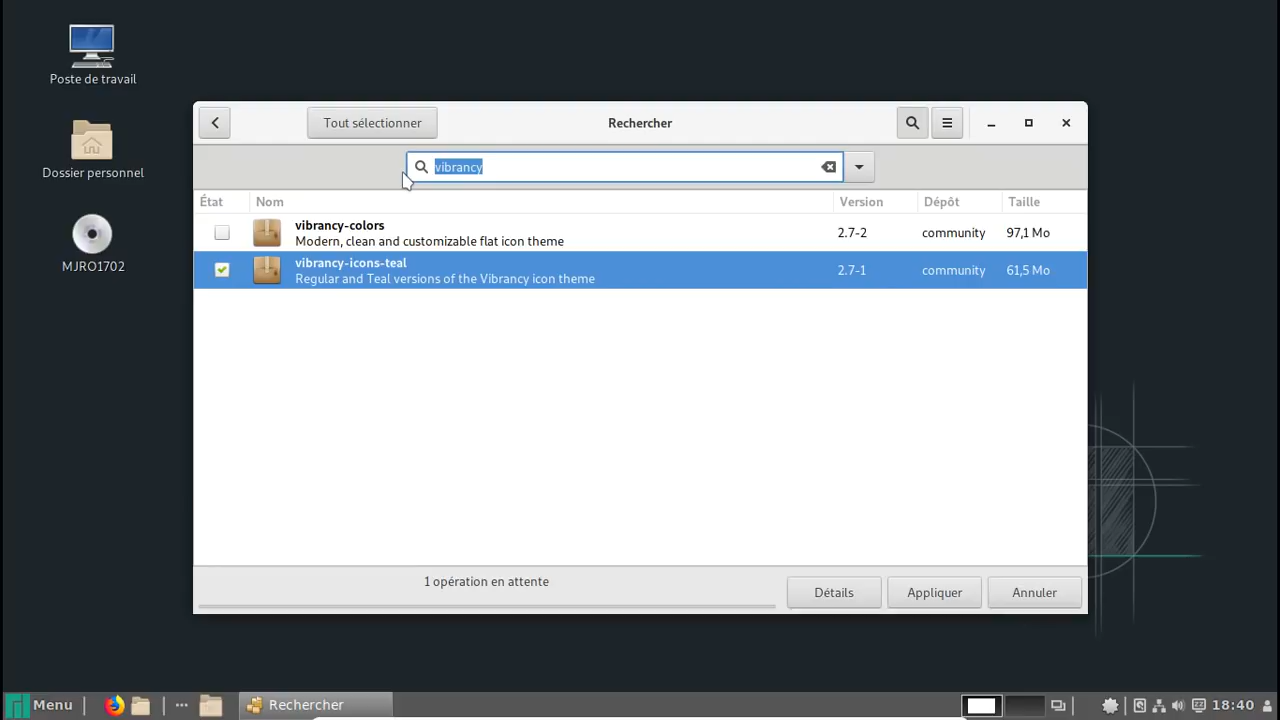 Poste de travail
Dossier personnel
MJRO1702
Tout sélectionner
Rechercher
vibrancy
État Nom Version Dépôt Taille
vibrancy-colors
Modern, clean and customizable flat icon theme
2.7-2 community 97,1 Mo
vibrancy-icons-teal
Regular and Teal versions of the Vibrancy icon theme
2.7-1 community 61,5 Mo
1 opération en attente
Détails Appliquer Annuler
Menu Rechercher 18:40